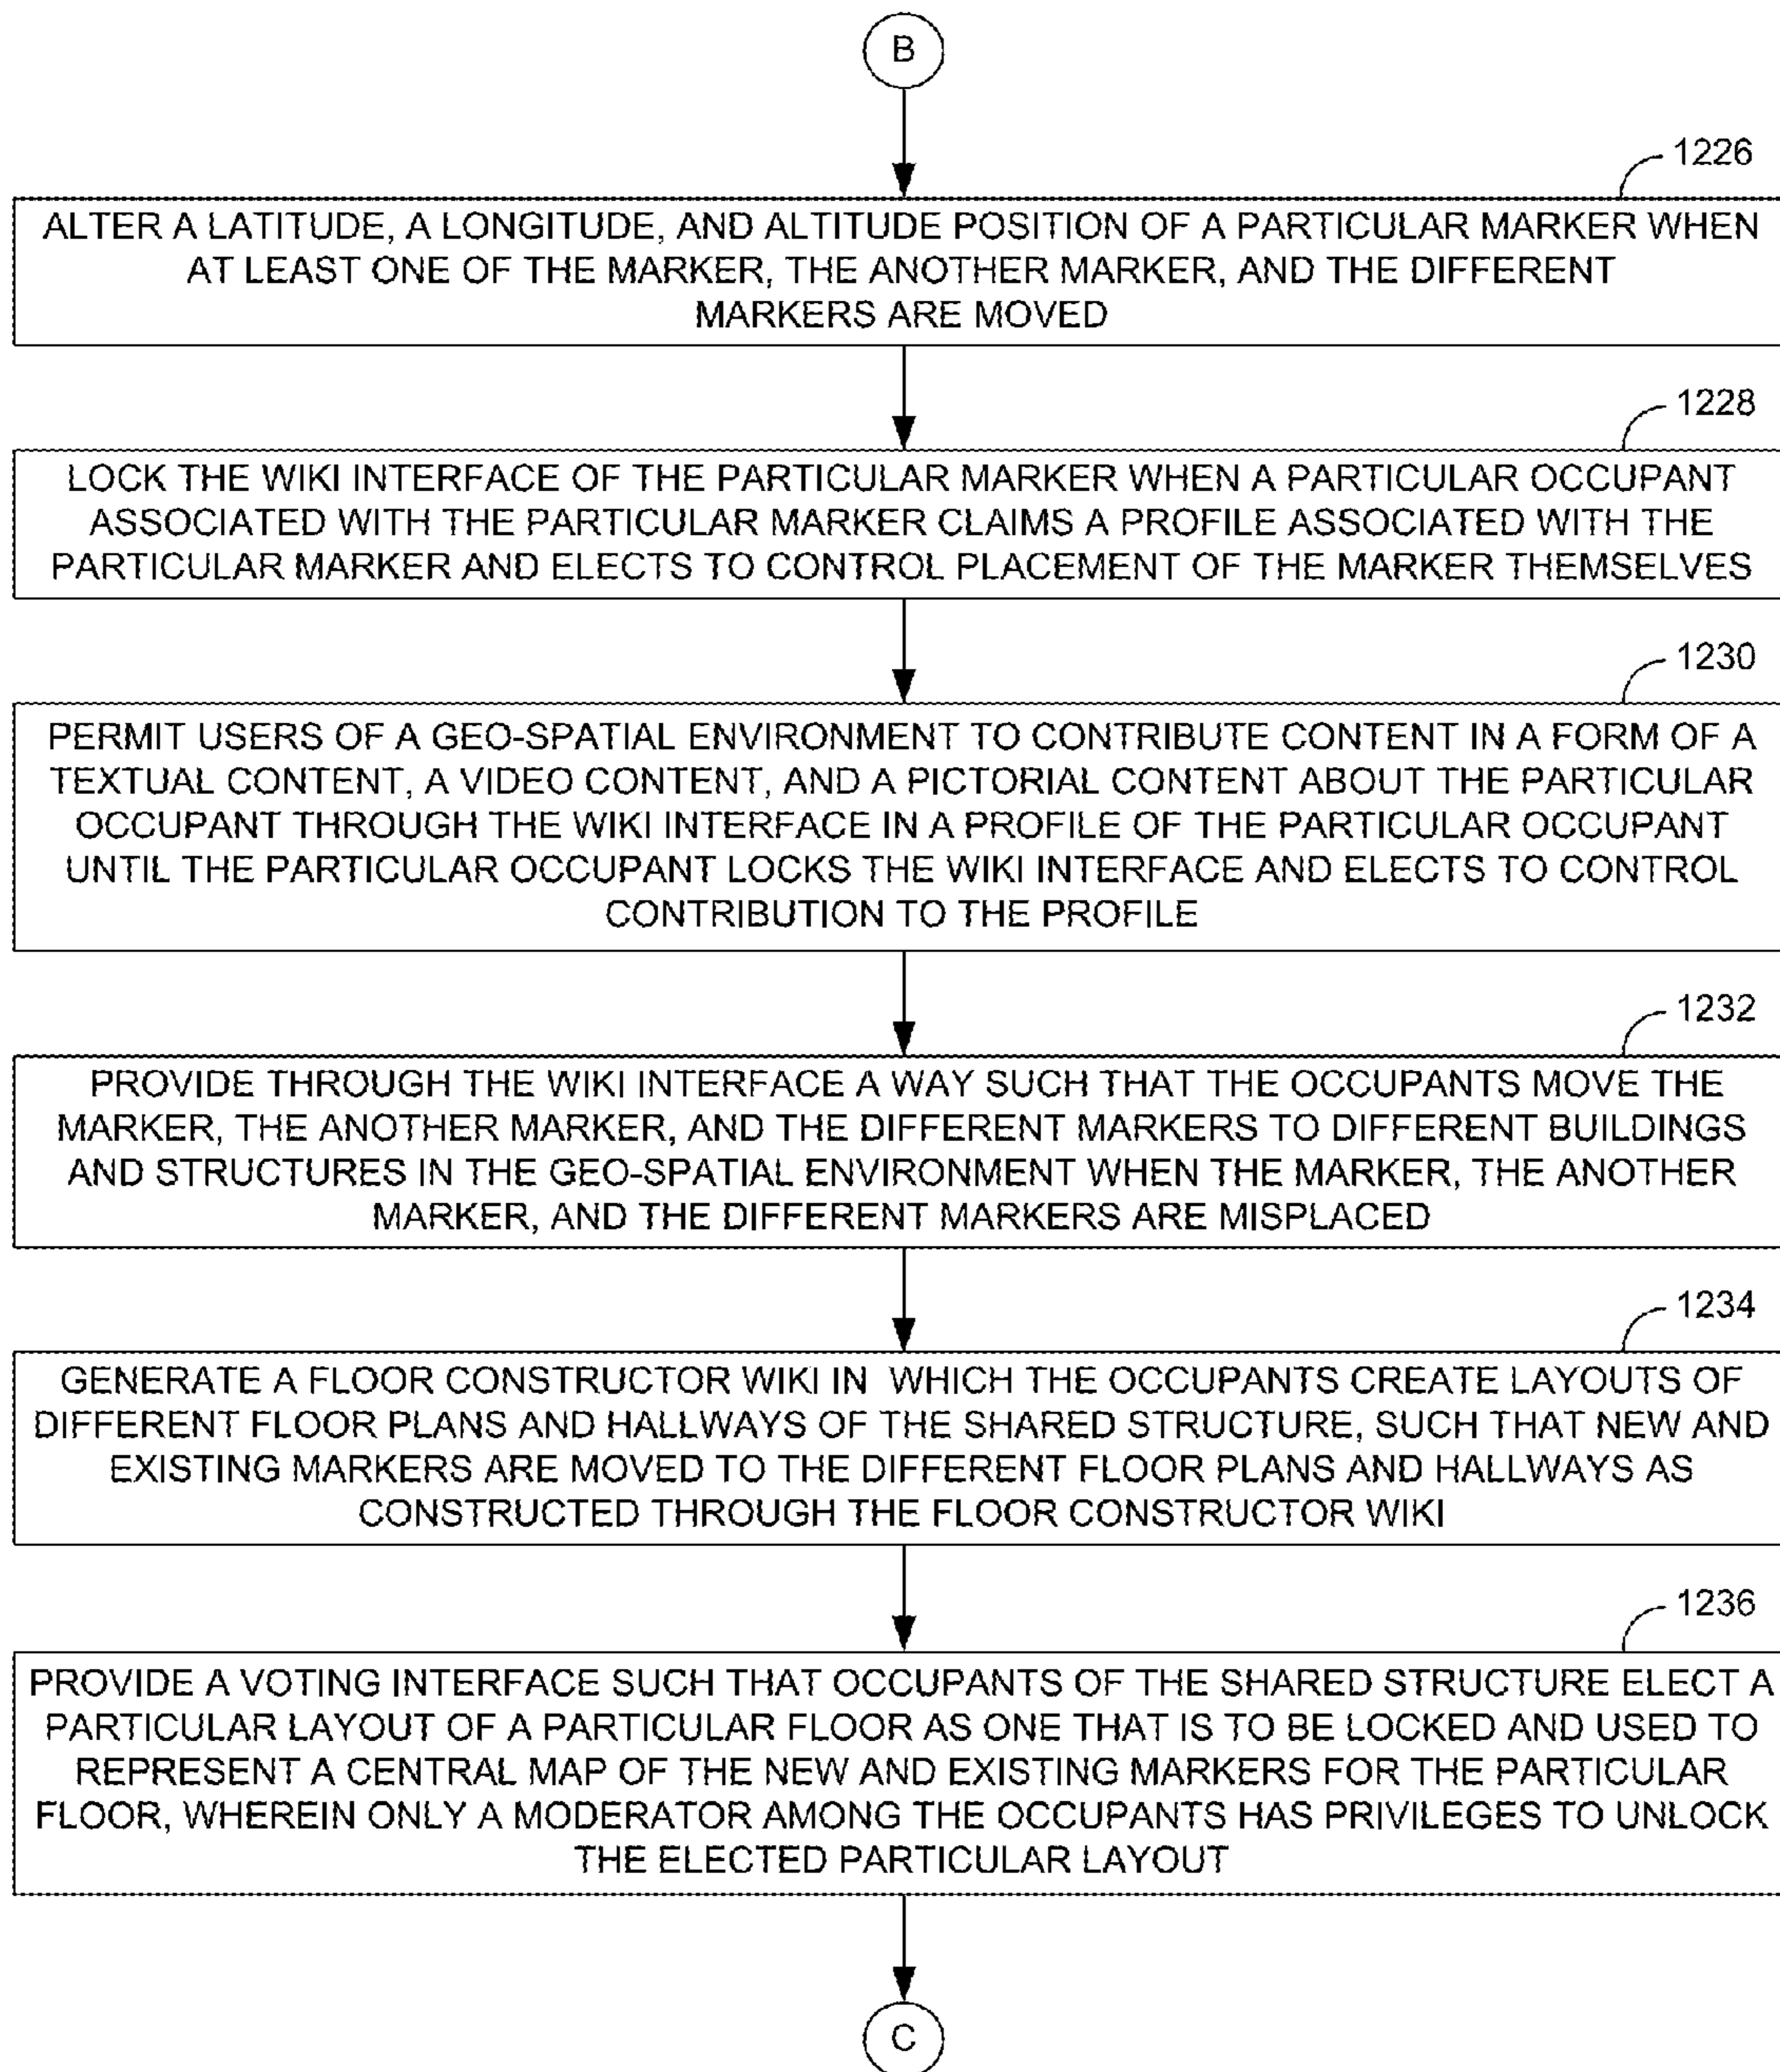 B
1226
ALTER A LATITUDE, A LONGITUDE, AND ALTITUDE POSITION OF A PARTICULAR MARKER WHEN
AT LEAST ONE OF THE MARKER, THE ANOTHER MARKER, AND THE DIFFERENT
MARKERS ARE MOVED
1228
LOCK THE WIKI INTERFACE OF THE PARTICULAR MARKER WHEN A PARTICULAR OCCUPANT
ASSOCIATED WITH THE PARTICULAR MARKER CLAIMS A PROFILE ASSOCIATED WITH THE
PARTICULAR MARKER AND ELECTS TO CONTROL PLACEMENT OF THE MARKER THEMSELVES
1230
PERMIT USERS OF A GEO-SPATIAL ENVIRONMENT TO CONTRIBUTE CONTENT IN A FORM OF A
TEXTUAL CONTENT, A VIDEO CONTENT, AND A PICTORIAL CONTENT ABOUT THE PARTICULAR
OCCUPANT THROUGH THE WIKI INTERFACE IN A PROFILE OF THE PARTICULAR OCCUPANT
UNTIL THE PARTICULAR OCCUPANT LOCKS THE WIKI INTERFACE AND ELECTS TO CONTROL
CONTRIBUTION TO THE PROFILE
1232
PROVIDE THROUGH THE WIKI INTERFACE A WAY SUCH THAT THE OCCUPANTS MOVE THE
MARKER, THE ANOTHER MARKER, AND THE DIFFERENT MARKERS TO DIFFERENT BUILDINGS
AND STRUCTURES IN THE GEO-SPATIAL ENVIRONMENT WHEN THE MARKER, THE ANOTHER
MARKER, AND THE DIFFERENT MARKERS ARE MISPLACED
1234
GENERATE A FLOOR CONSTRUCTOR WIKI IN WHICH THE OCCUPANTS CREATE LAYOUTS OF
DIFFERENT FLOOR PLANS AND HALLWAYS OF THE SHARED STRUCTURE, SUCH THAT NEW AND
EXISTING MARKERS ARE MOVED TO THE DIFFERENT FLOOR PLANS AND HALLWAYS AS
CONSTRUCTED THROUGH THE FLOOR CONSTRUCTOR WIKI
1236
PROVIDE A VOTING INTERFACE SUCH THAT OCCUPANTS OF THE SHARED STRUCTURE ELECT A
PARTICULAR LAYOUT OF A PARTICULAR FLOOR AS ONE THAT IS TO BE LOCKED AND USED TO
REPRESENT A CENTRAL MAP OF THE NEW AND EXISTING MARKERS FOR THE PARTICULAR
FLOOR, WHEREIN ONLY A MODERATOR AMONG THE OCCUPANTS HAS PRIVILEGES TO UNLOCK
THE ELECTED PARTICULAR LAYOUT
C